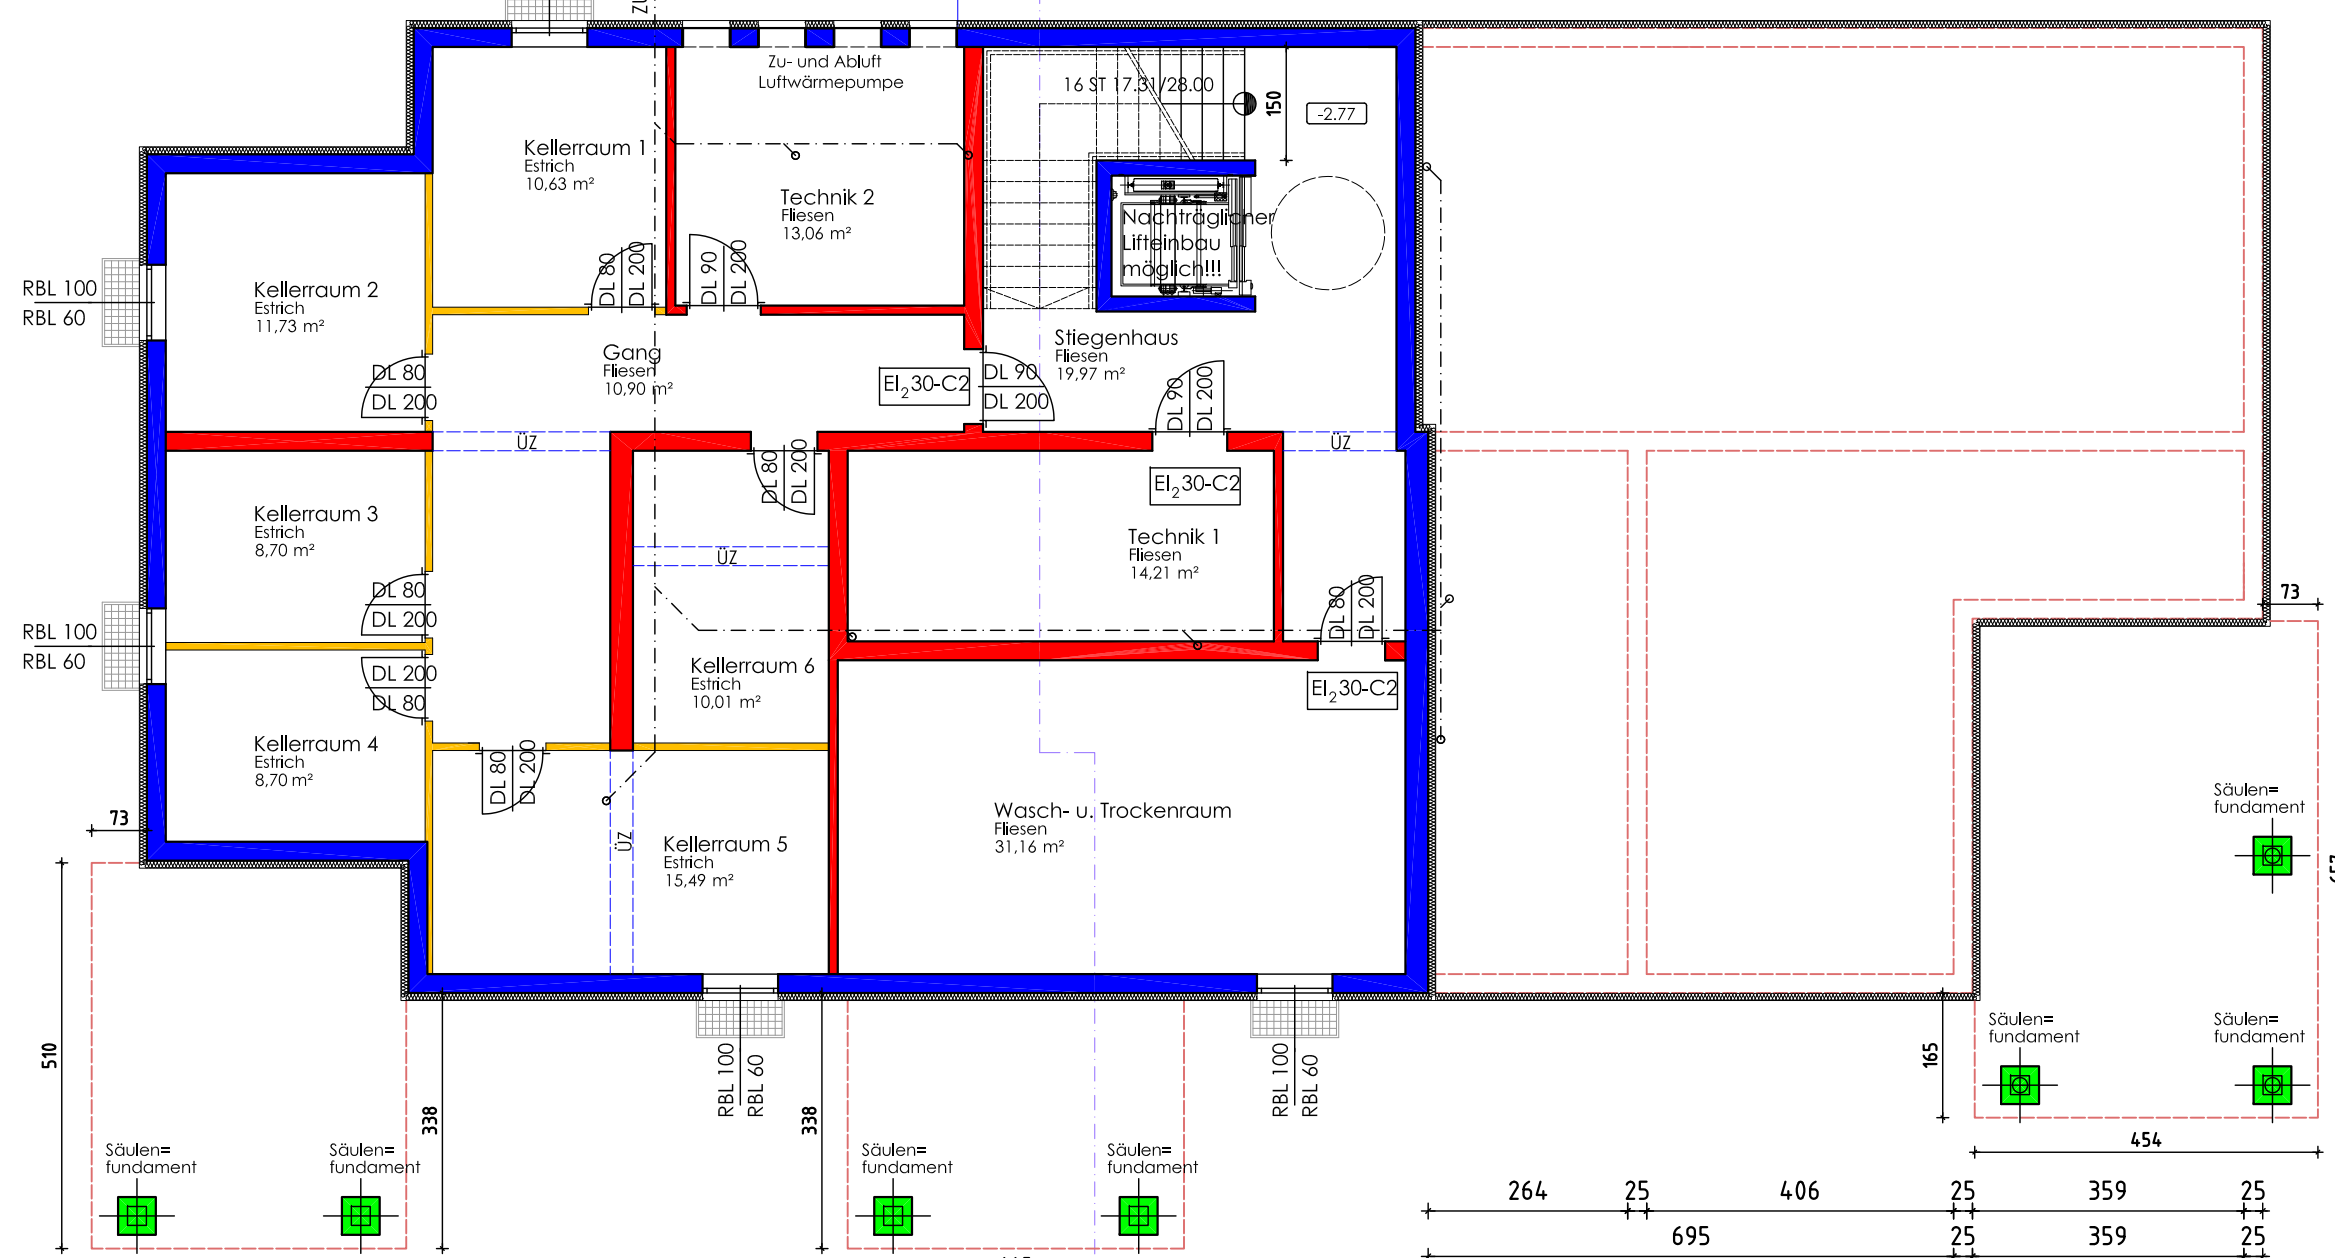 ZU
Zu- und Abluft
Luftwärmepumpe
16 ST 17.31/28.00
150
-2.77
Kellerraum 1
Estrich
10,63 m²
Technik 2
Fliesen
13,06 m²
Nachträglicher
Lifteinbau
möglich!!!
DL 80
DL 200
DL 90
DL 200
RBL 100
RBL 60
Kellerraum 2
Estrich
11,73 m²
Gang
Fliesen
10,90 m²
Stiegenhaus
Fliesen
19,97 m²
DL 80
DL 200
EI₂30-C2
DL 90
DL 200
DL 90
DL 200
ÜZ
ÜZ
DL 80
DL 200
EI₂30-C2
Kellerraum 3
Estrich
8,70 m²
ÜZ
Technik 1
Fliesen
14,21 m²
DL 80
DL 200
DL 80
DL 200
73
RBL 100
RBL 60
Kellerraum 6
Estrich
10,01 m²
DL 200
DL 80
EI₂30-C2
Kellerraum 4
Estrich
8,70 m²
DL 80
DL 200
73
ÜZ
Kellerraum 5
Estrich
15,49 m²
Wasch- u. Trockenraum
Fliesen
31,16 m²
Säulen=
fundament
510
338
RBL 100
RBL 60
338
RBL 100
RBL 60
165
Säulen=
fundament
Säulen=
fundament
454
Säulen=
fundament
Säulen=
fundament
Säulen=
fundament
Säulen=
fundament
264 25 406 25 359 25
695 25 359 25